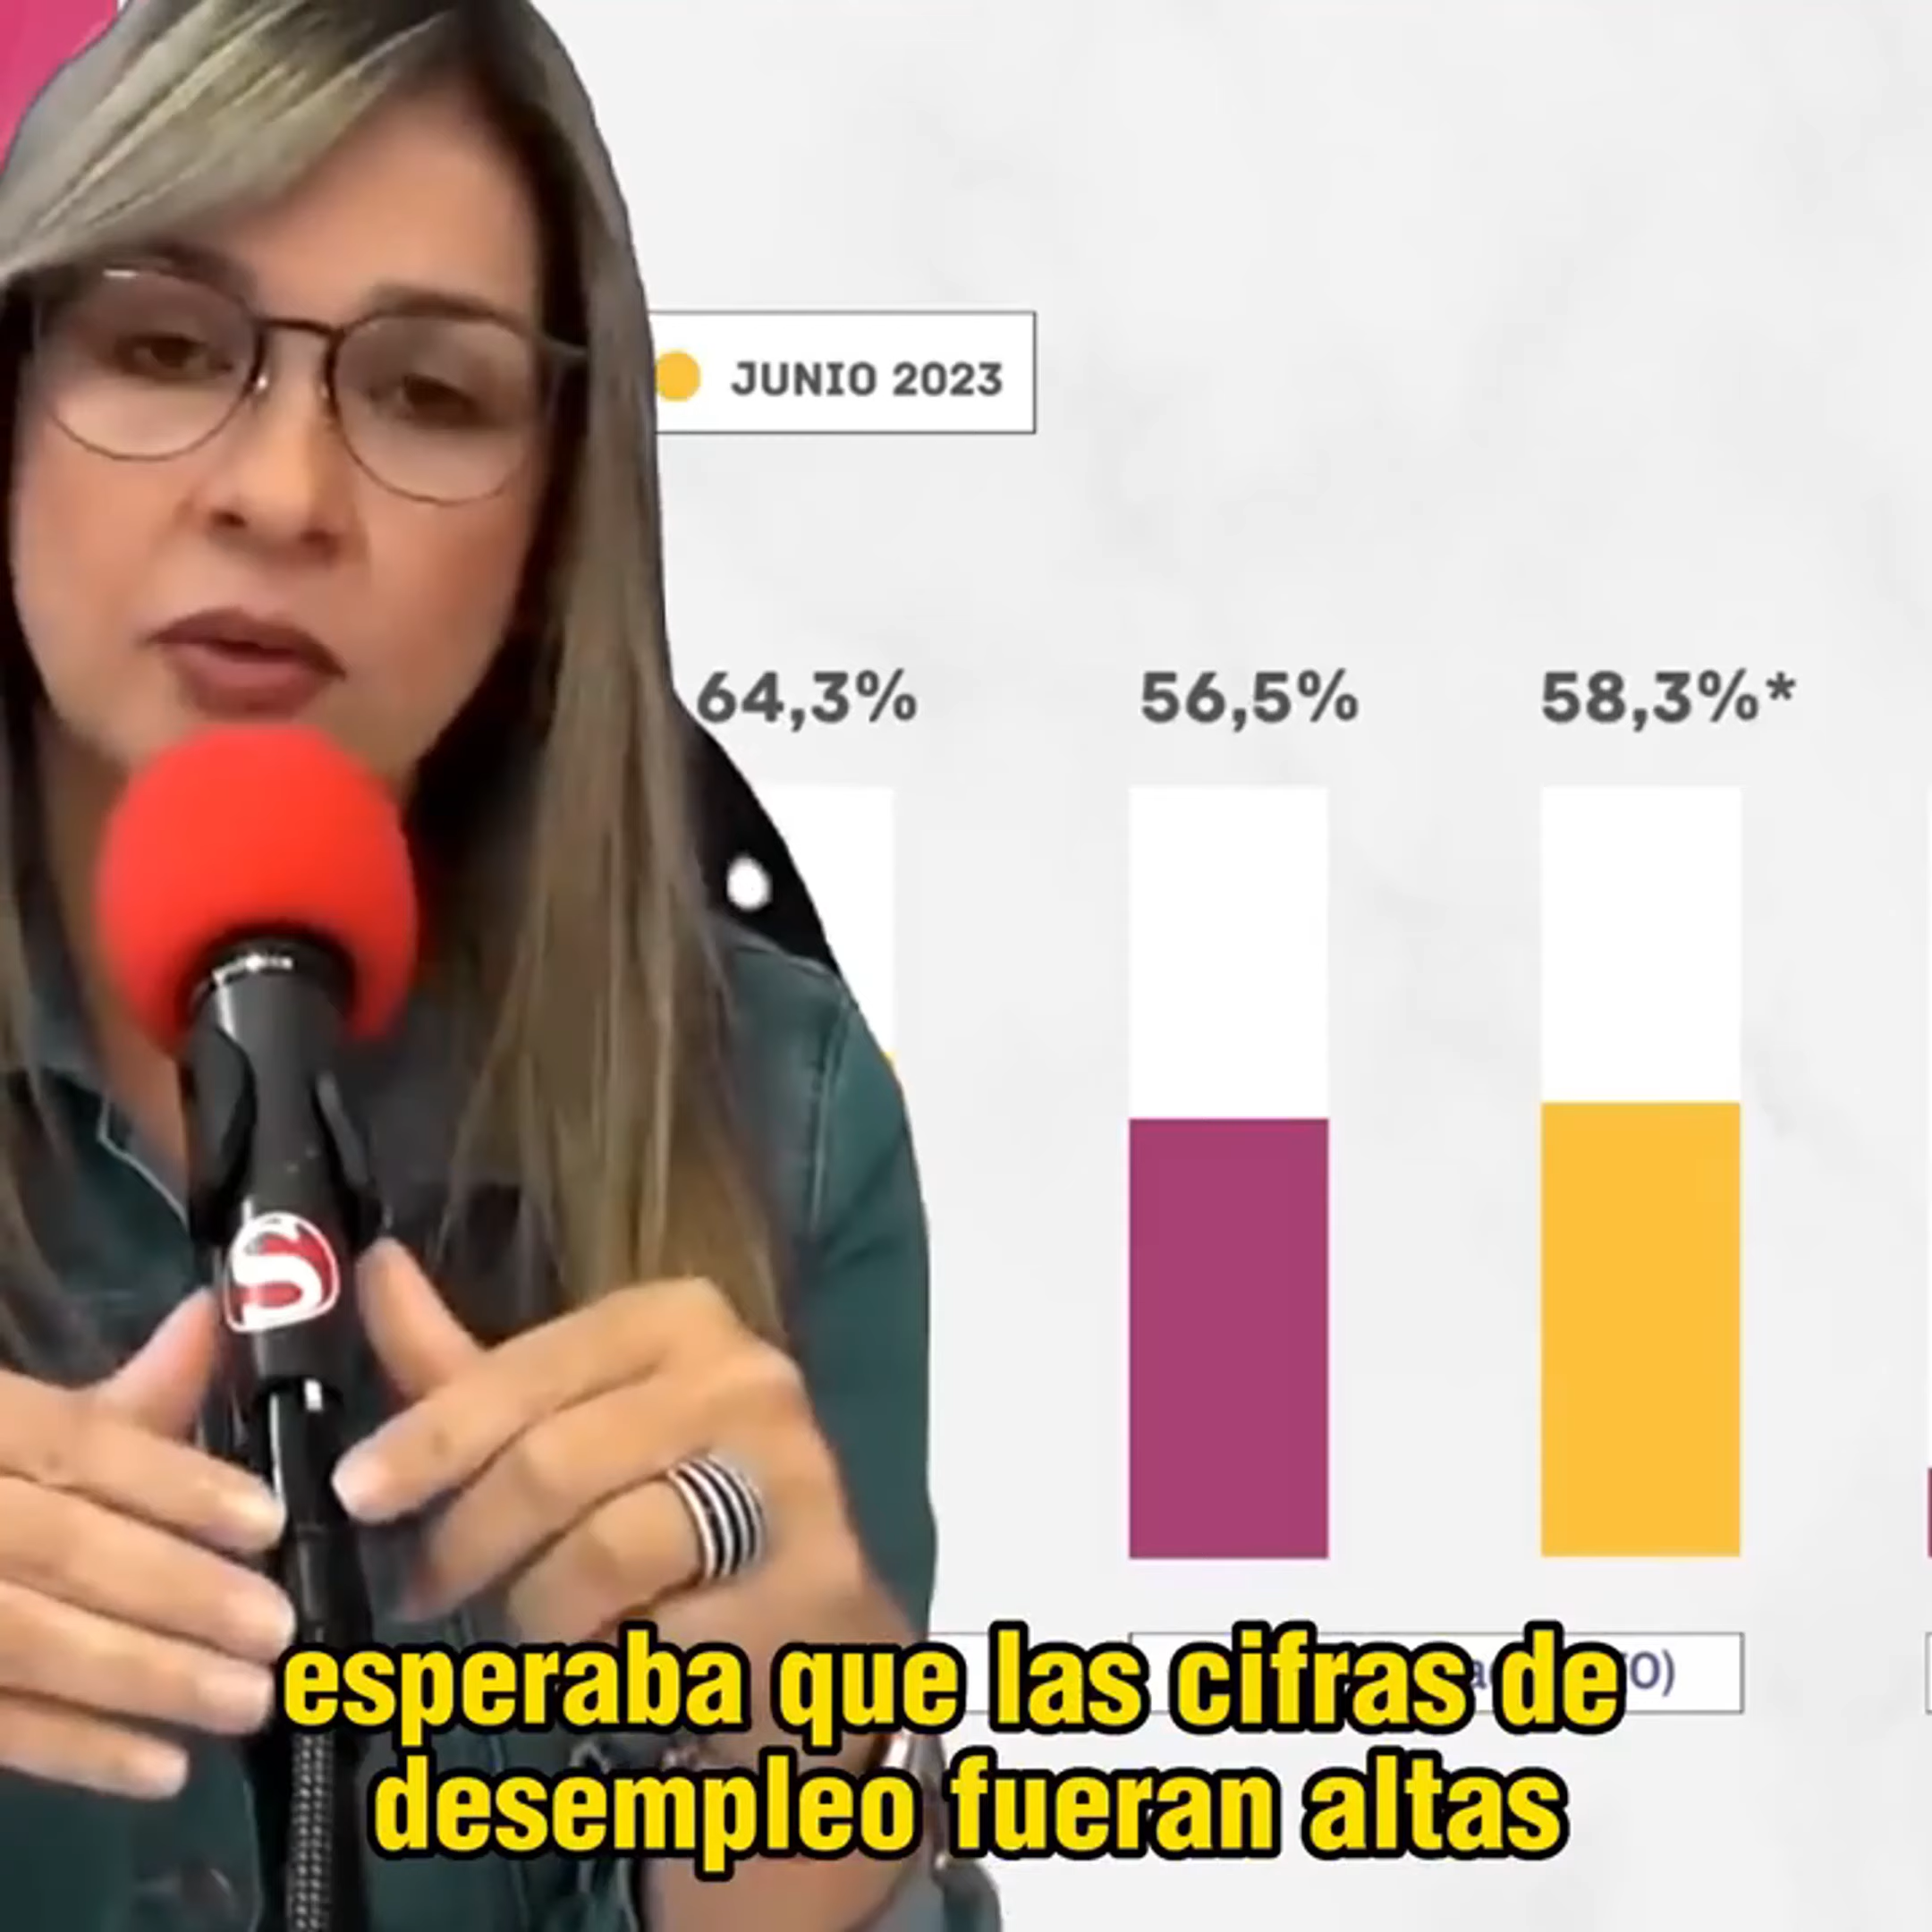 JUNIO 2023
64,3%
56,5%
58,3%*
O)
esperaba que las cifras de
desempleo fueran altas
S